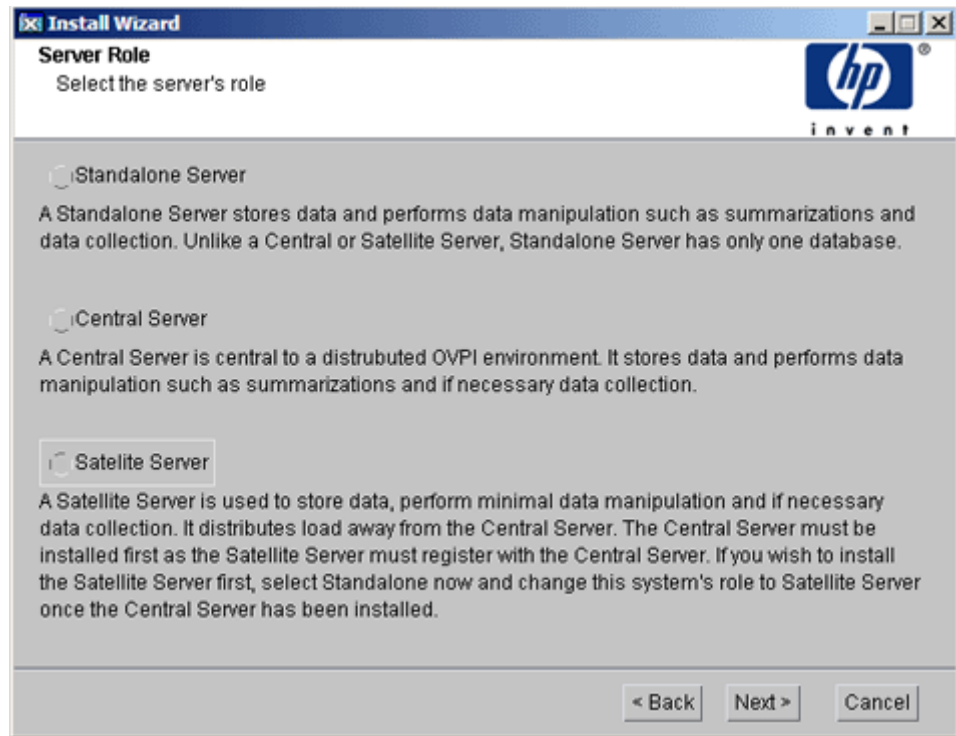 Install Wizard
Server Role
Select the server's role
hp
®
invent
Standalone Server
A Standalone Server stores data and performs data manipulation such as summarizations and
data collection. Unlike a Central or Satellite Server, Standalone Server has only one database.
Central Server
A Central Server is central to a distrubuted OVPI environment. It stores data and performs data
manipulation such as summarizations and if necessary data collection.
Satelite Server
A Satellite Server is used to store data, perform minimal data manipulation and if necessary
data collection. It distributes load away from the Central Server. The Central Server must be
installed first as the Satellite Server must register with the Central Server. If you wish to install
the Satellite Server first, select Standalone now and change this system's role to Satellite Server
once the Central Server has been installed.
< Back Next > Cancel